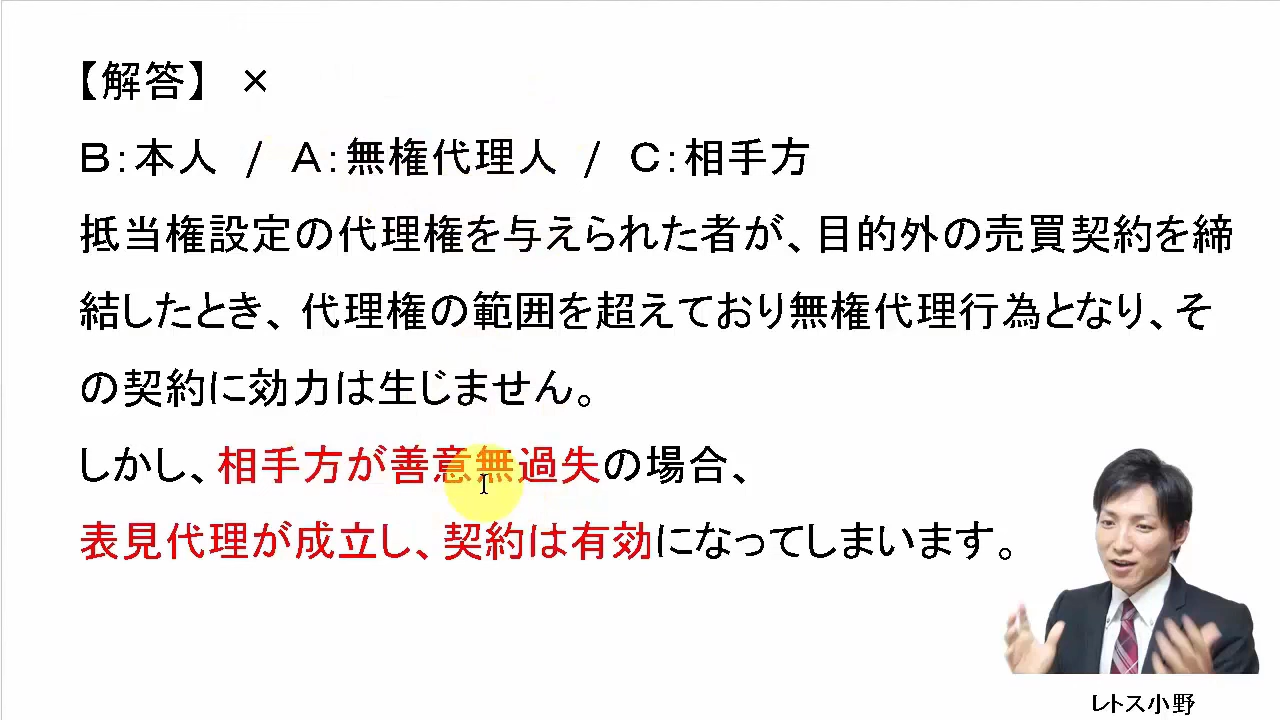 【解答】 ×
B：本人 / A：無権代理人 / C：相手方
抵当権設定の代理権を与えられた者が、目的外の売買契約を締
結したとき、代理権の範囲を超えており無権代理行為となり、そ
の契約に効力は生じません。
しかし、相手方が善意無過失の場合、
表見代理が成立し、契約は有効になってしまいます。
レトス小野